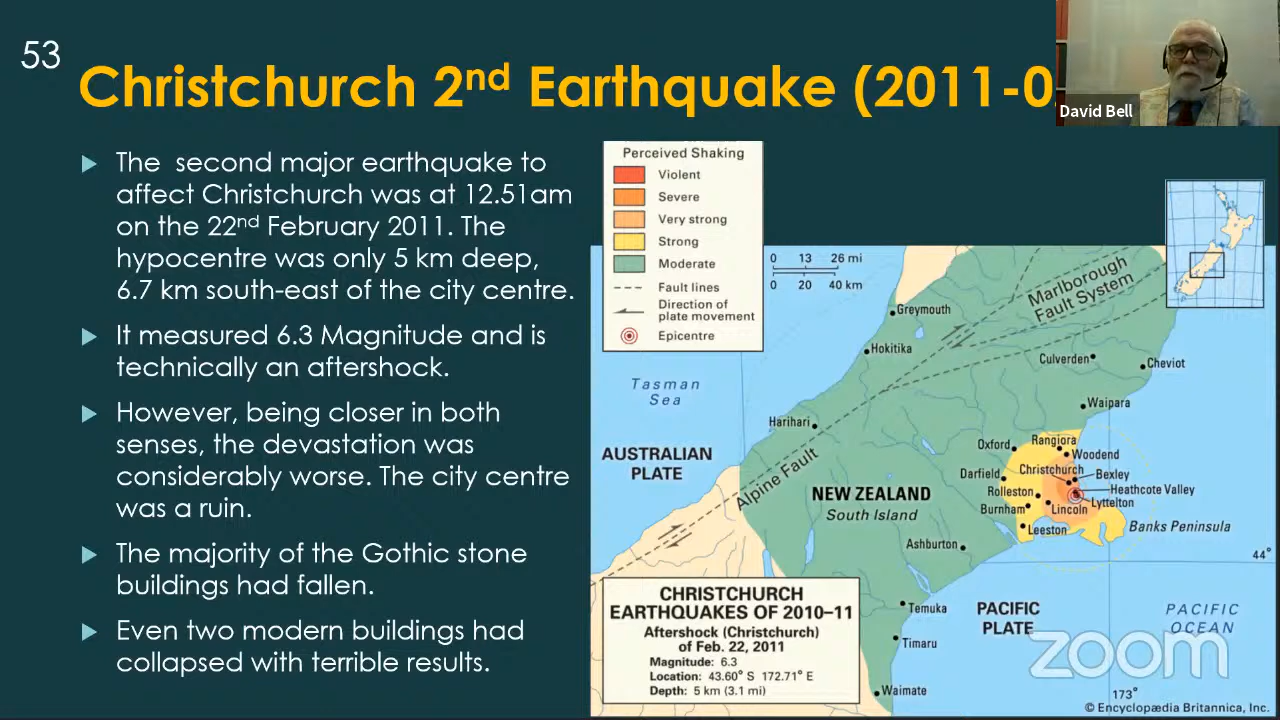 53
Christchurch 2nd Earthquake (2011-0
David Bell
The second major earthquake to
affect Christchurch was at 12.51am
on the 22nd February 2011. The
hypocentre was only 5 km deep,
6.7 km south-east of the city centre.
It measured 6.3 Magnitude and is
technically an aftershock.
However, being closer in both
senses, the devastation was
considerably worse. The city centre
was a ruin.
The majority of the Gothic stone
buildings had fallen.
Even two modern buildings had
collapsed with terrible results.
Perceived Shaking
Violent
Severe
Very strong
Strong
Moderate
Fault lines
Direction of
plate movement
Epicentre
0 13 26 mi
0 20 40 km
Marlborough
Fault System
Greymouth
Hokitika
Culverden
Cheviot
Tasman
Sea
Waipara
Harihari
AUSTRALIAN
PLATE
Alpine Fault
Oxford
Rangiora
Woodend
Darfield
Christchurch
Bexley
Rolleston
Heathcote Valley
Lyttelton
Burnham
Lincoln
Leeston
Banks Peninsula
NEW ZEALAND
South Island
Ashburton
44°
CHRISTCHURCH
EARTHQUAKES OF 2010–11
Aftershock (Christchurch)
of Feb. 22, 2011
Magnitude: 6.3
Location: 43.60° S 172.71° E
Depth: 5 km (3.1 mi)
Temuka
Timaru
Waimate
PACIFIC
PLATE
PACIFIC
OCEAN
zoom
173°
© Encyclopædia Britannica, Inc.